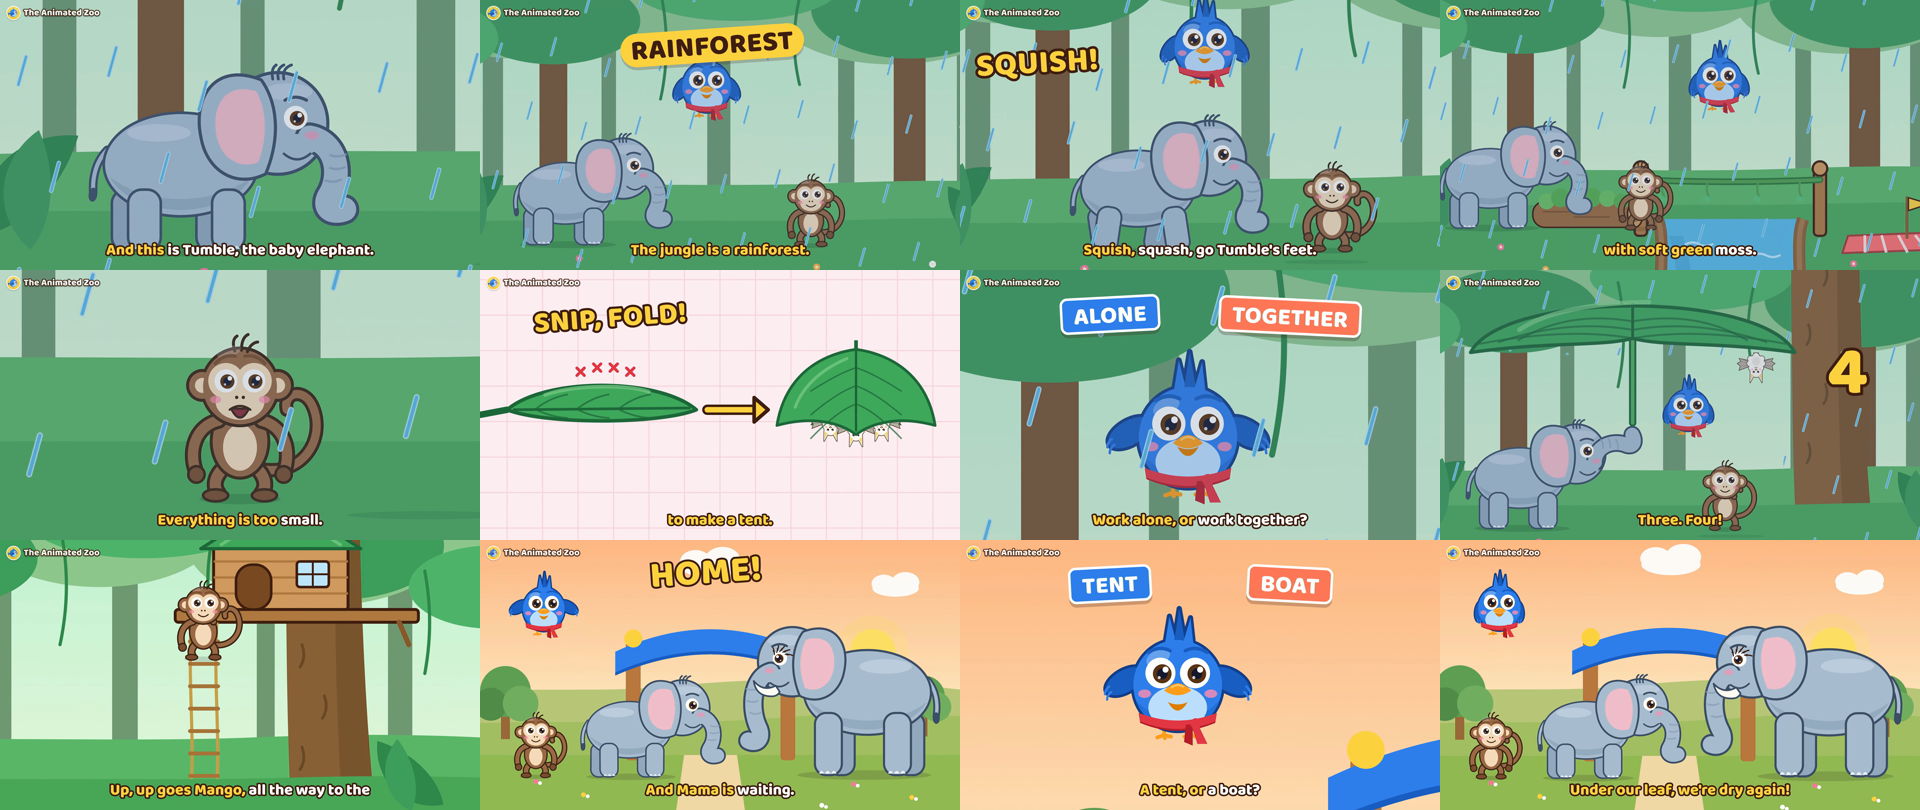 The Animated Zoo
And this is Tumble, the baby elephant.
The Animated Zoo
RAINFOREST
The jungle is a rainforest.
The Animated Zoo
SQUISH!
Squish, squash, go Tumble's feet.
The Animated Zoo
with soft green moss.
The Animated Zoo
Everything is too small.
The Animated Zoo
SNIP, FOLD!
to make a tent.
The Animated Zoo
ALONE
TOGETHER
Work alone, or work together?
The Animated Zoo
4
Three. Four!
The Animated Zoo
Up, up goes Mango, all the way to the
The Animated Zoo
HOME!
And Mama is waiting.
The Animated Zoo
TENT
BOAT
A tent, or a boat?
The Animated Zoo
Under our leaf, we're dry again!